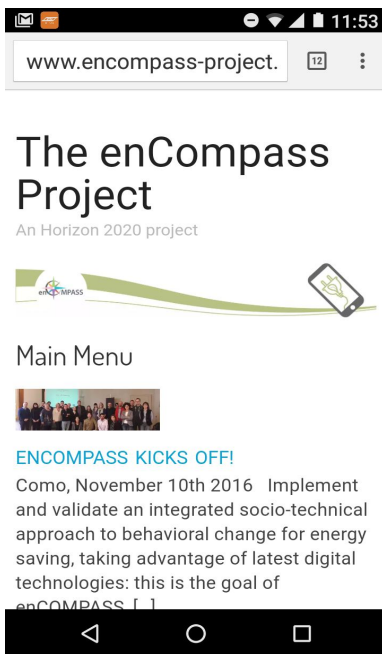 11:53
www.encompass-project.
12
The enCompass
Project
An Horizon 2020 project
enCOMPASS
Main Menu
ENCOMPASS KICKS OFF!
Como, November 10th 2016 Implement
and validate an integrated socio-technical
approach to behavioral change for energy
saving, taking advantage of latest digital
technologies: this is the goal of
enCOMPASS [...]